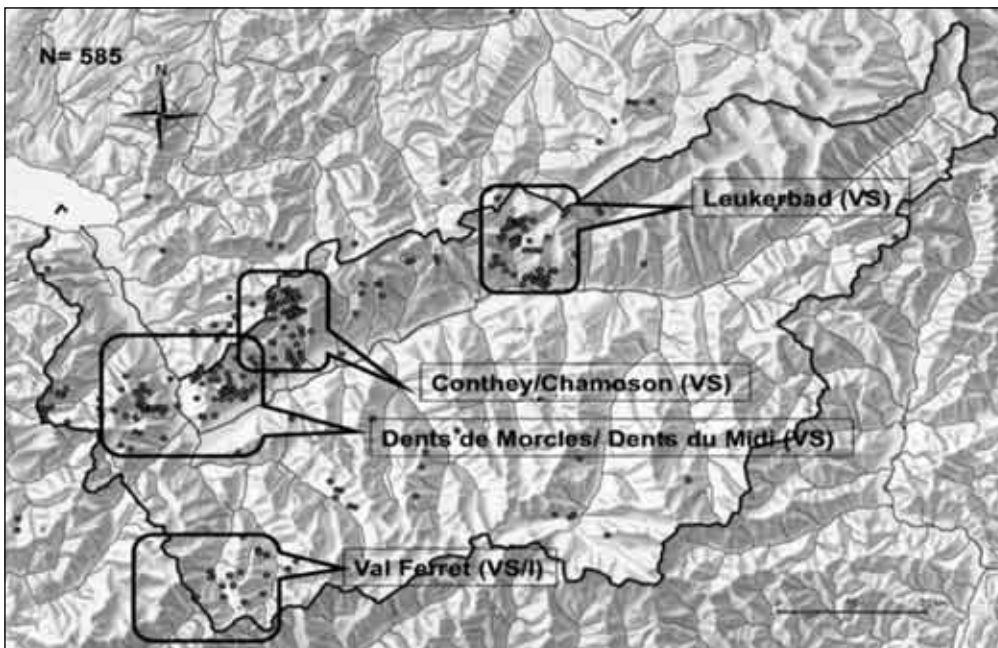 N= 585
N
Leukerbad (VS)
Conthey/Chamoson (VS)
Dents de Morcles/ Dents du Midi (VS)
Val Ferret (VS/I)